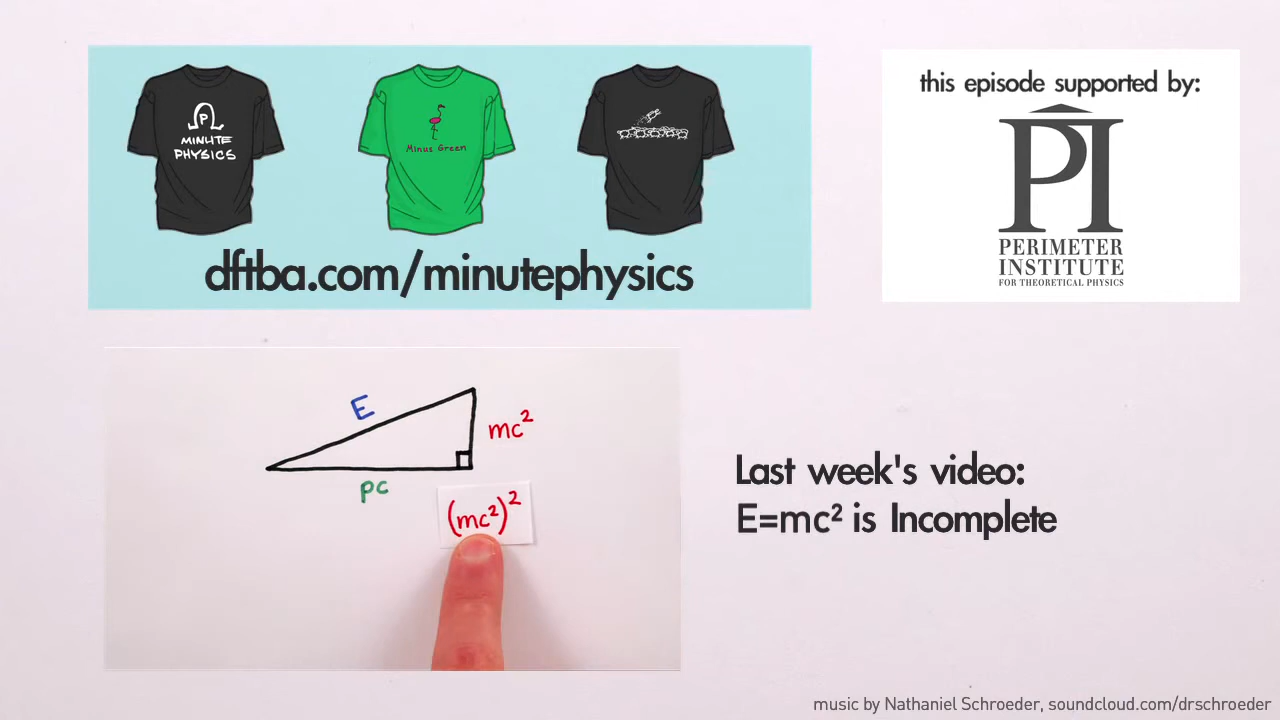 P
MINUTE
PHYSICS
Minus Green
dftba.com/minutephysics
this episode supported by:
PI
PERIMETER
INSTITUTE
FOR THEORETICAL PHYSICS
E
mc²
pc
(mc²)²
Last week's video:
E=mc² is Incomplete
music by Nathaniel Schroeder, soundcloud.com/drschroeder